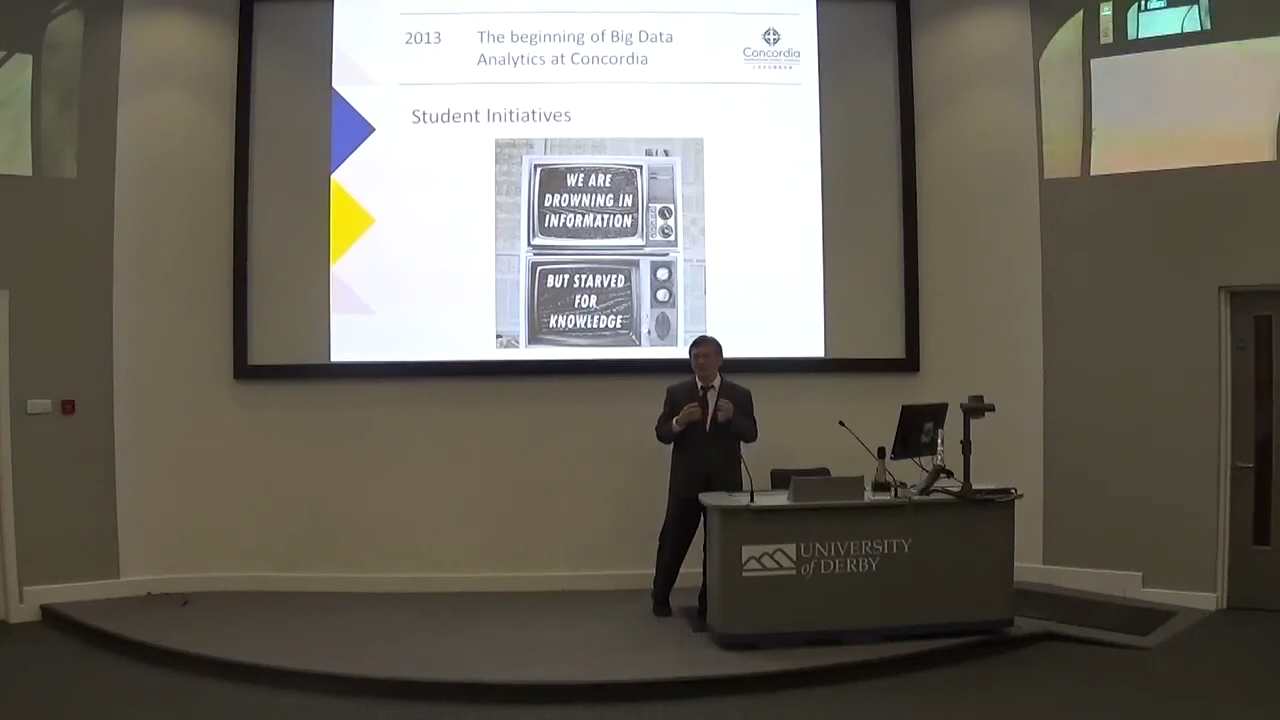 2013
The beginning of Big Data
Analytics at Concordia
Concordia
Student Initiatives
WE ARE
DROWNING IN
INFORMATION
BUT STARVED
FOR
KNOWLEDGE
UNIVERSITY
of DERBY